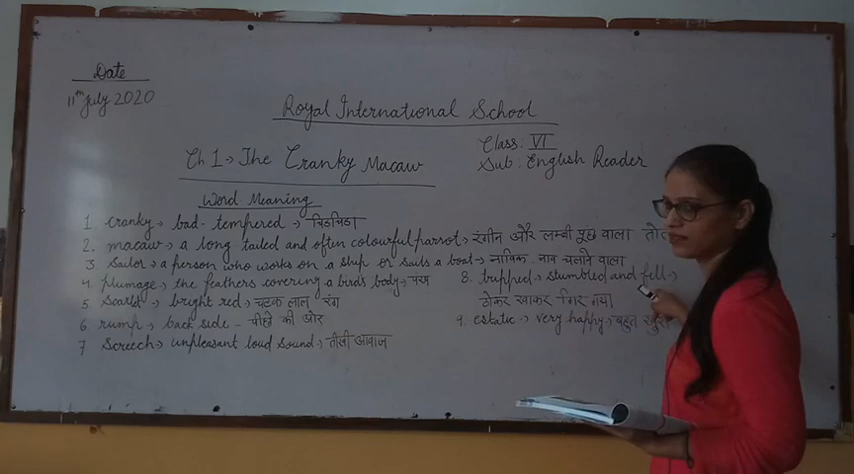 Date
11th July 2020
Royal International School
Class: VI
Ch 1 → The Cranky Macaw
Sub: English Reader
Word Meaning
1 Cranky → bad-tempered → चिडचिडा
2. macaw → a long tailed and often colourful parrot → रंगीन और लम्बी पूछ वाला
3 Sailor → a person who works on a ship or sails a boat → नाविक, नाव चलाने वाला
4. plumage → the feathers covering a birds body → पंख
5 Scarlet → bright red → चटक लाल रंग
6 rump → back side - पीछे की ओर
7 Screech → unpleasant loud sound → तीखी आवाज
8. tripped → stumbled and fell →
ठोकर खाकर गिर गया
9. estatic → very happy → बहुत